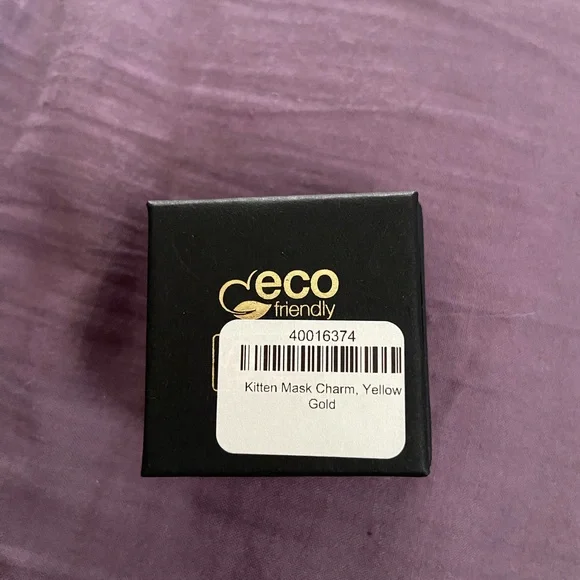 eco
friendly
40016374
Kitten Mask Charm, Yellow
Gold